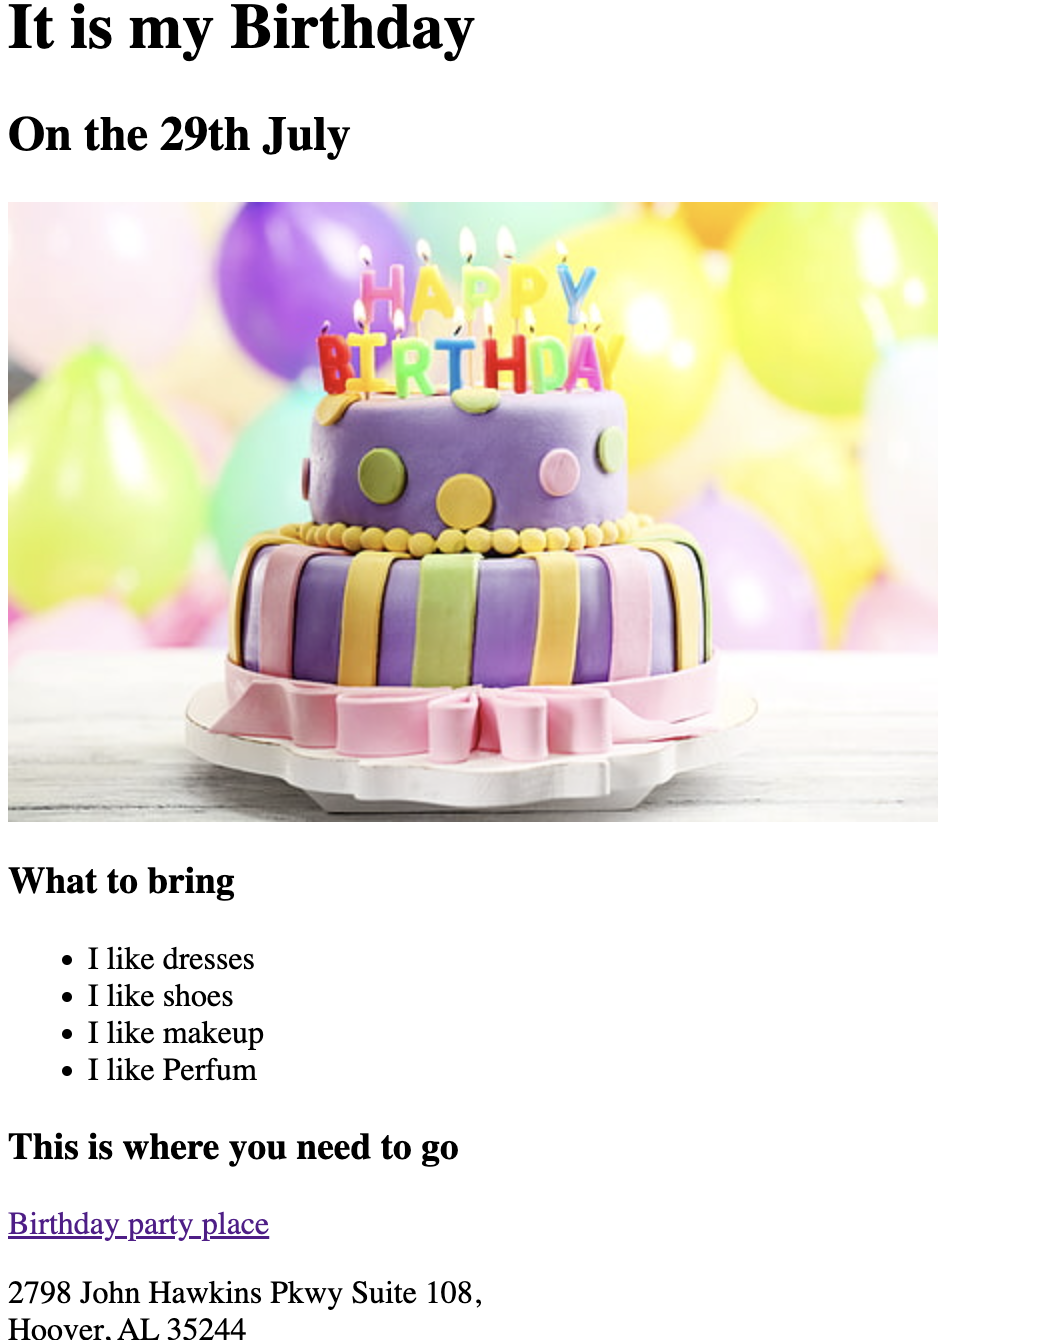 It is my Birthday
On the 29th July
HAPPY
BIRTHDAY
What to bring
I like dresses
I like shoes
I like makeup
I like Perfum
This is where you need to go
Birthday party place
2798 John Hawkins Pkwy Suite 108,
Hoover, AL 35244